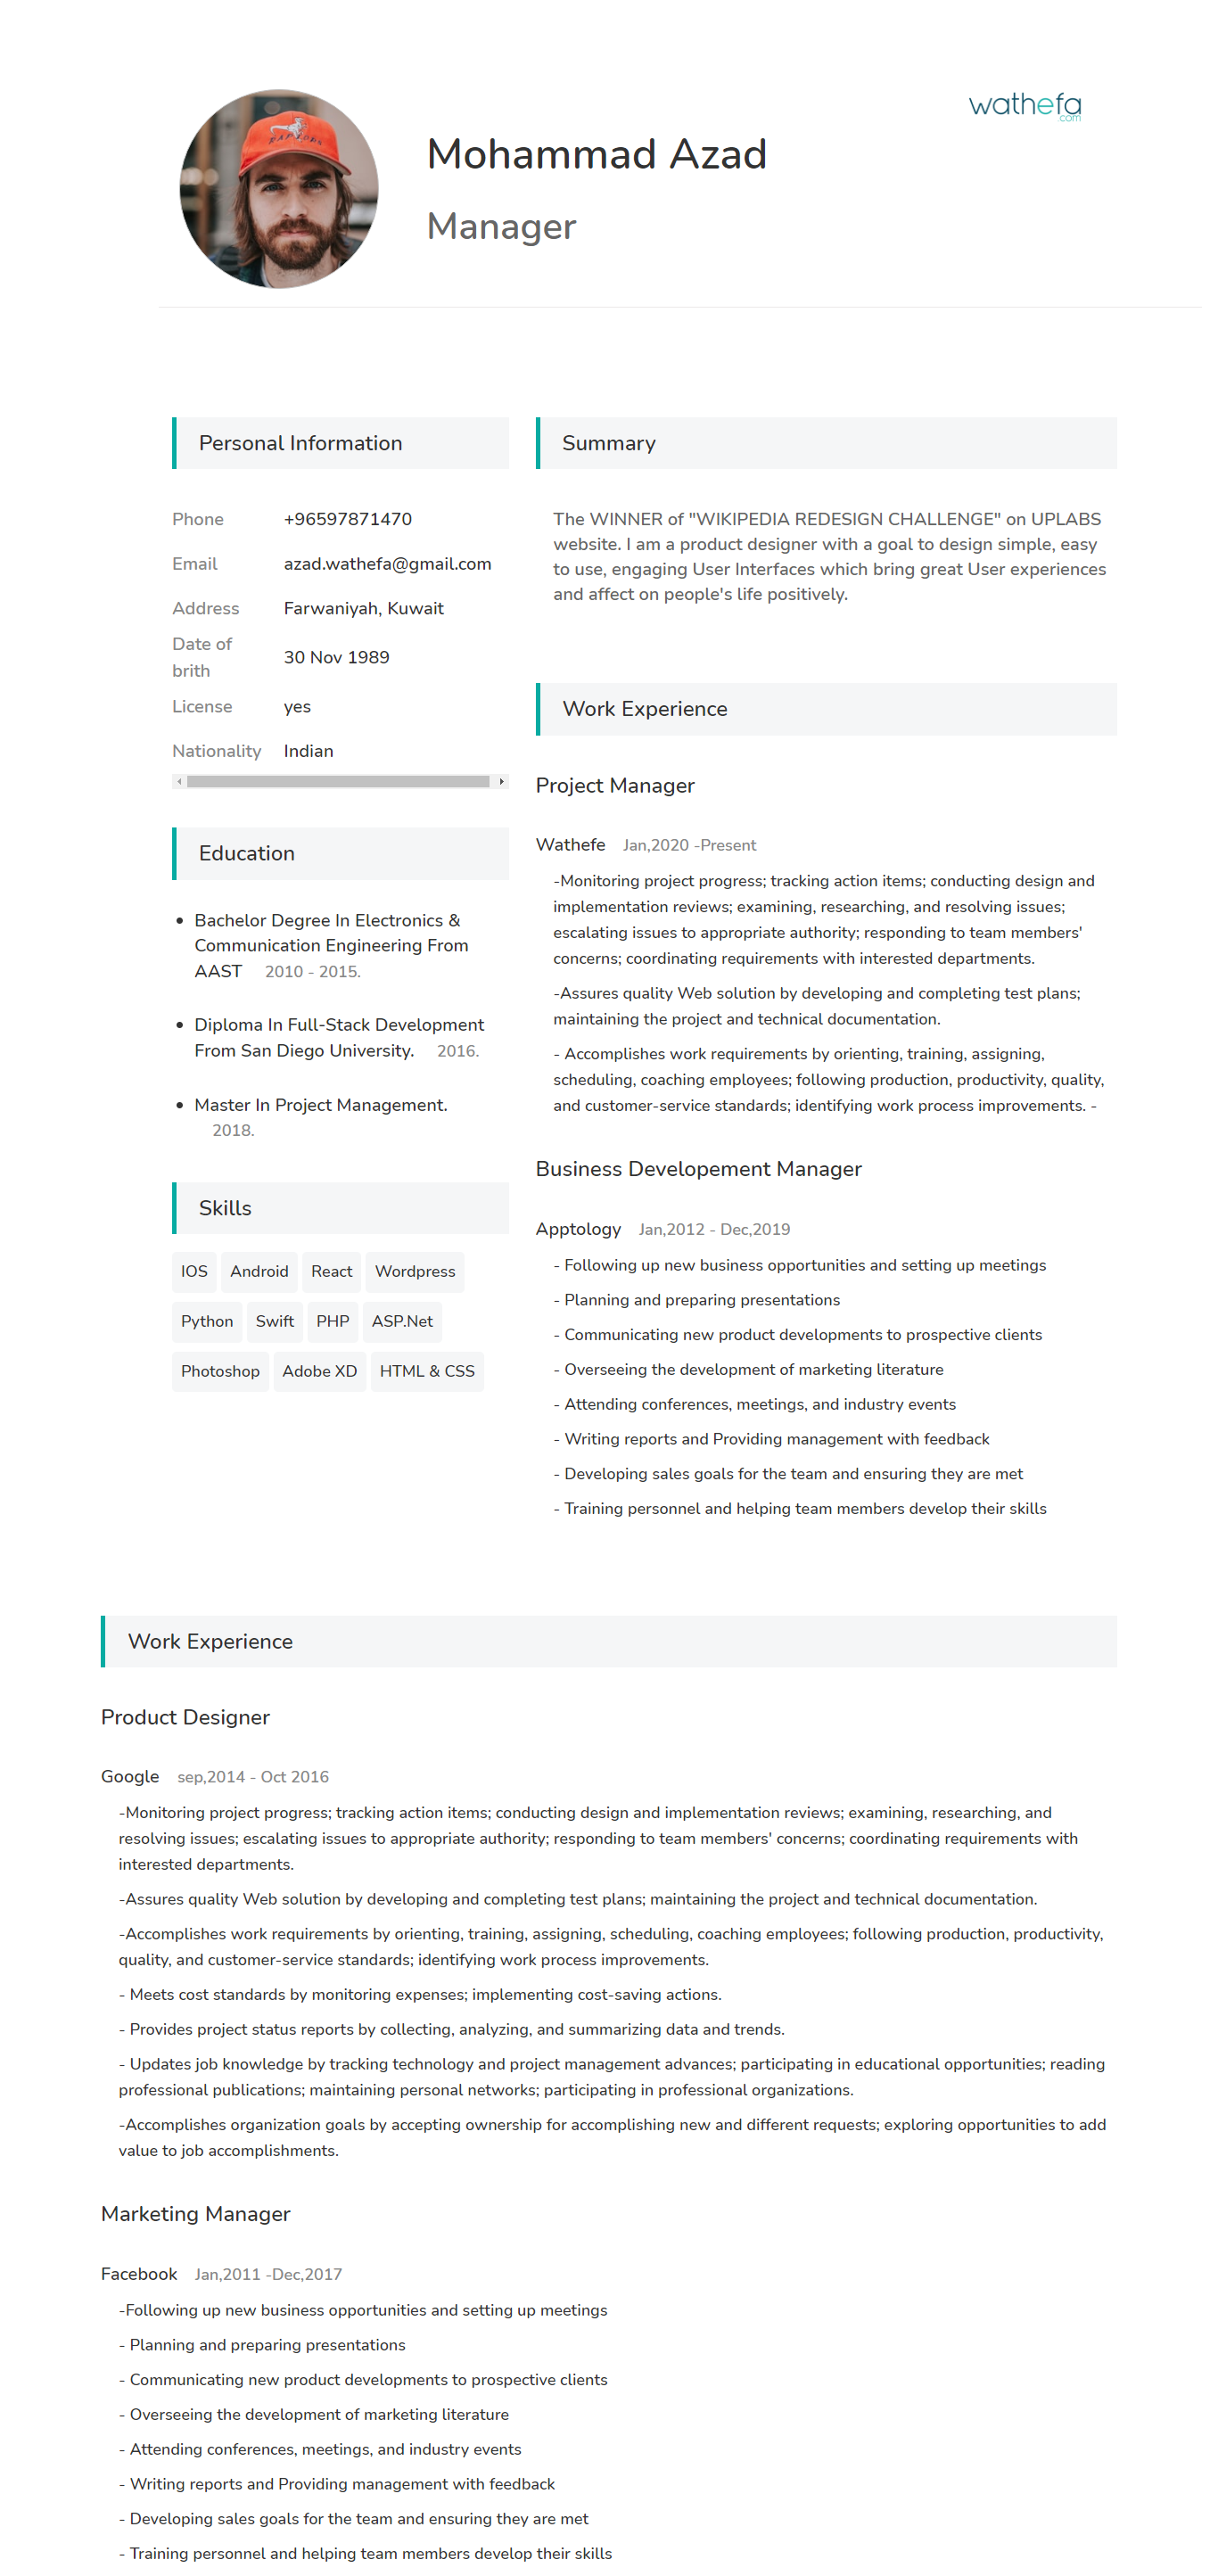 wathefa
.com
Mohammad Azad
Manager
Personal Information
Phone +96597871470
Email azad.wathefa@gmail.com
Address Farwaniyah, Kuwait
Date of
brith 30 Nov 1989
License yes
Nationality Indian
Education
• Bachelor Degree In Electronics &
Communication Engineering From
AAST 2010 - 2015.
• Diploma In Full-Stack Development
From San Diego University. 2016.
• Master In Project Management.
2018.
Skills
IOS Android React Wordpress
Python Swift PHP ASP.Net
Photoshop Adobe XD HTML & CSS
Summary
The WINNER of "WIKIPEDIA REDESIGN CHALLENGE" on UPLABS
website. I am a product designer with a goal to design simple, easy
to use, engaging User Interfaces which bring great User experiences
and affect on people's life positively.
Work Experience
Project Manager
Wathefe Jan,2020 -Present
-Monitoring project progress; tracking action items; conducting design and
implementation reviews; examining, researching, and resolving issues;
escalating issues to appropriate authority; responding to team members'
concerns; coordinating requirements with interested departments.
-Assures quality Web solution by developing and completing test plans;
maintaining the project and technical documentation.
- Accomplishes work requirements by orienting, training, assigning,
scheduling, coaching employees; following production, productivity, quality,
and customer-service standards; identifying work process improvements. -
Business Developement Manager
Apptology Jan,2012 - Dec,2019
- Following up new business opportunities and setting up meetings
- Planning and preparing presentations
- Communicating new product developments to prospective clients
- Overseeing the development of marketing literature
- Attending conferences, meetings, and industry events
- Writing reports and Providing management with feedback
- Developing sales goals for the team and ensuring they are met
- Training personnel and helping team members develop their skills
Work Experience
Product Designer
Google sep,2014 - Oct 2016
-Monitoring project progress; tracking action items; conducting design and implementation reviews; examining, researching, and
resolving issues; escalating issues to appropriate authority; responding to team members' concerns; coordinating requirements with
interested departments.
-Assures quality Web solution by developing and completing test plans; maintaining the project and technical documentation.
-Accomplishes work requirements by orienting, training, assigning, scheduling, coaching employees; following production, productivity,
quality, and customer-service standards; identifying work process improvements.
- Meets cost standards by monitoring expenses; implementing cost-saving actions.
- Provides project status reports by collecting, analyzing, and summarizing data and trends.
- Updates job knowledge by tracking technology and project management advances; participating in educational opportunities; reading
professional publications; maintaining personal networks; participating in professional organizations.
-Accomplishes organization goals by accepting ownership for accomplishing new and different requests; exploring opportunities to add
value to job accomplishments.
Marketing Manager
Facebook Jan,2011 -Dec,2017
-Following up new business opportunities and setting up meetings
- Planning and preparing presentations
- Communicating new product developments to prospective clients
- Overseeing the development of marketing literature
- Attending conferences, meetings, and industry events
- Writing reports and Providing management with feedback
- Developing sales goals for the team and ensuring they are met
- Training personnel and helping team members develop their skills